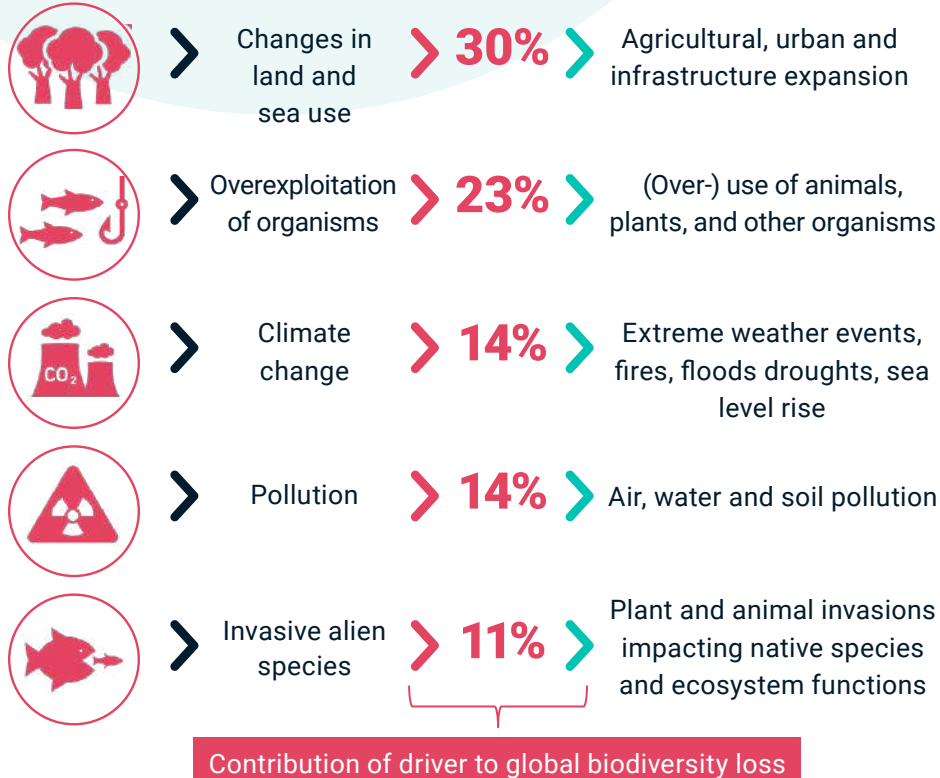 Changes in
land and
sea use
30%
Agricultural, urban and
infrastructure expansion
Overexploitation
of organisms
23%
(Over-) use of animals,
plants, and other organisms
CO₂
Climate
change
14%
Extreme weather events,
fires, floods droughts, sea
level rise
Pollution
14%
Air, water and soil pollution
Invasive alien
species
11%
Plant and animal invasions
impacting native species
and ecosystem functions
Contribution of driver to global biodiversity loss